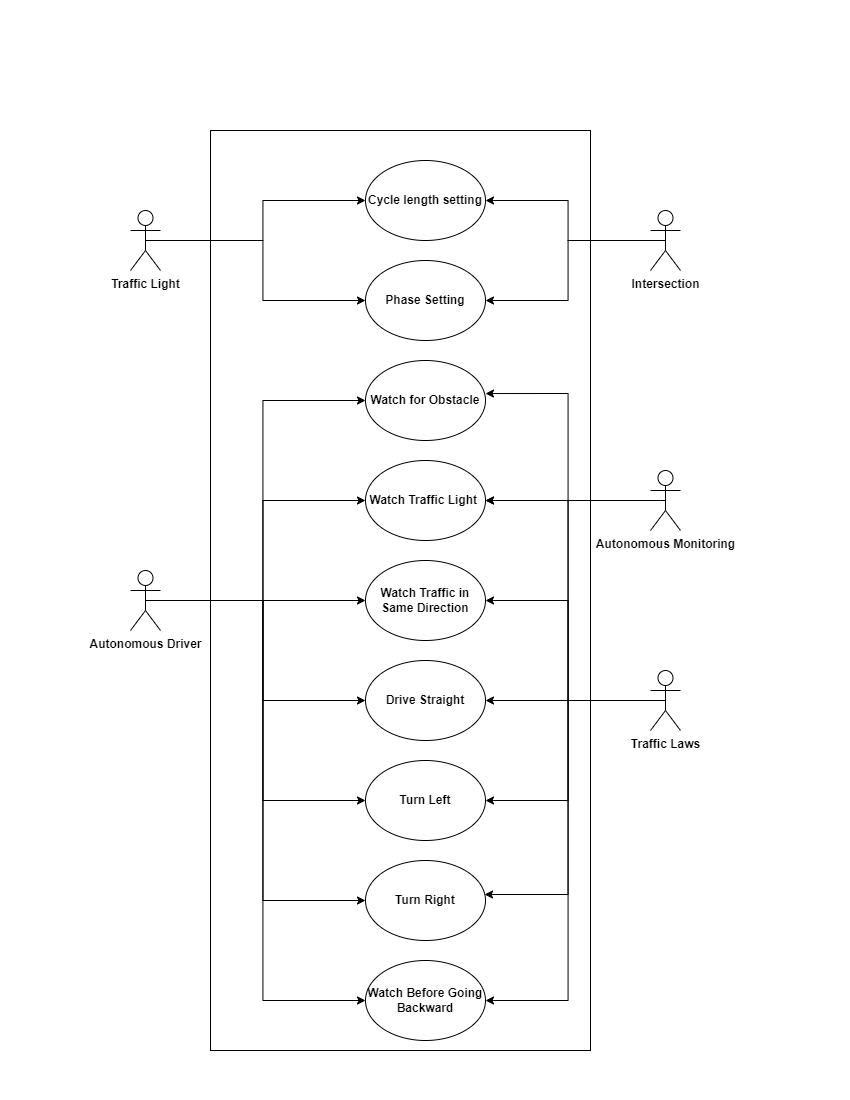 Cycle length setting
Traffic Light
Intersection
Phase Setting
Watch for Obstacle
Watch Traffic Light
Autonomous Monitoring
Watch Traffic in
Same Direction
Autonomous Driver
Drive Straight
Traffic Laws
Turn Left
Turn Right
Watch Before Going
Backward